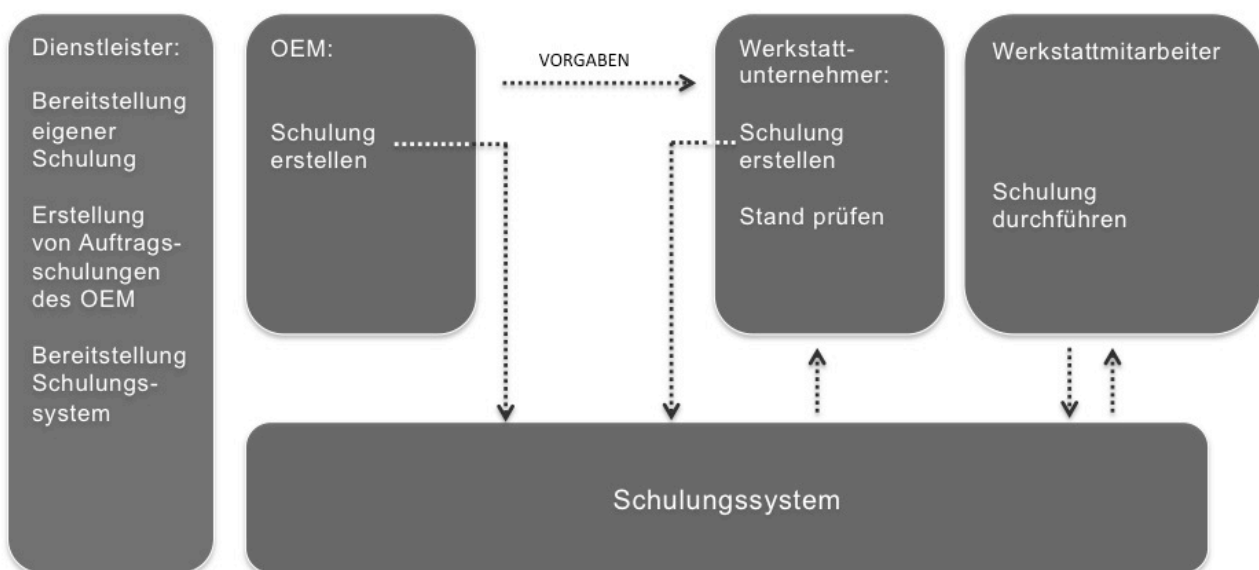 Dienstleister:
Bereitstellung
eigener
Schulung
Erstellung
von Auftrags-
schulungen
des OEM
Bereitstellung
Schulungs-
system
OEM:
Schulung
erstellen
VORGABEN
Werkstatt-
unternehmer:
Schulung
erstellen
Stand prüfen
Werkstattmitarbeiter
Schulung
durchführen
Schulungssystem